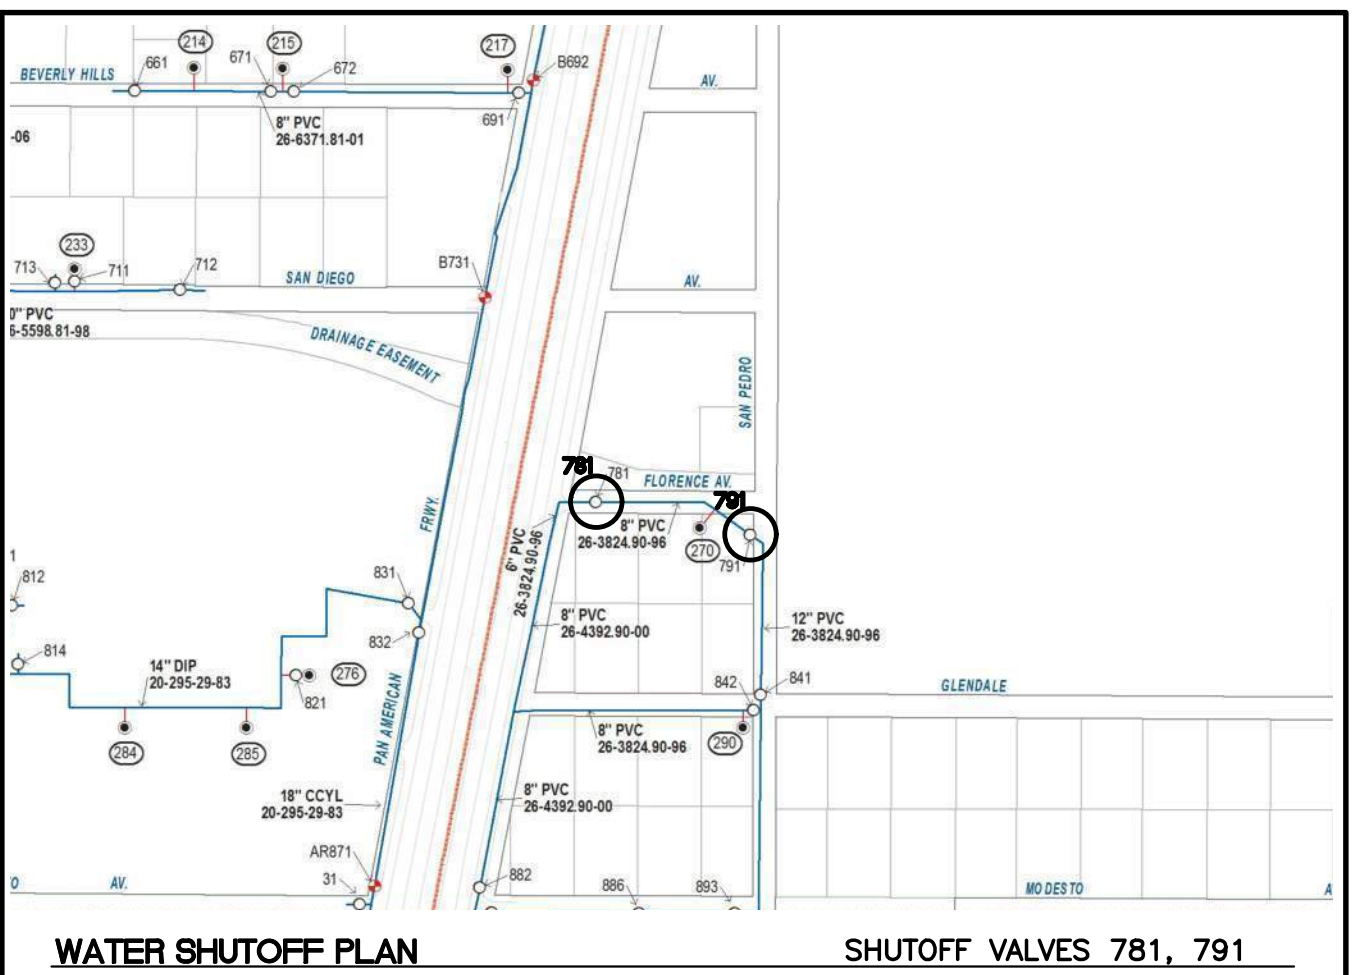 214
215
217
661
671
672
B692
BEVERLY HILLS
AV.
691
8" PVC
26-6371.81-01
-06
233
713
711
712
SAN DIEGO
B731
AV.
0" PVC
6-5598.81-98
DRAINAGE EASEMENT
SAN PEDRO
781
781
FLORENCE AV.
791
FRWY.
6" PVC
26-3824.90-96
8" PVC
26-3824.90-96
270
791
1
812
831
8" PVC
26-4392.90-00
12" PVC
26-3824.90-96
832
814
14" DIP
20-295-29-83
276
821
842
841
GLENDALE
PAN AMERICAN
284
285
8" PVC
26-3824.90-96
290
18" CCYL
20-295-29-83
8" PVC
26-4392.90-00
AR871
31
O
AV.
882
886
893
MODESTO
A
WATER SHUTOFF PLAN
SHUTOFF VALVES 781, 791